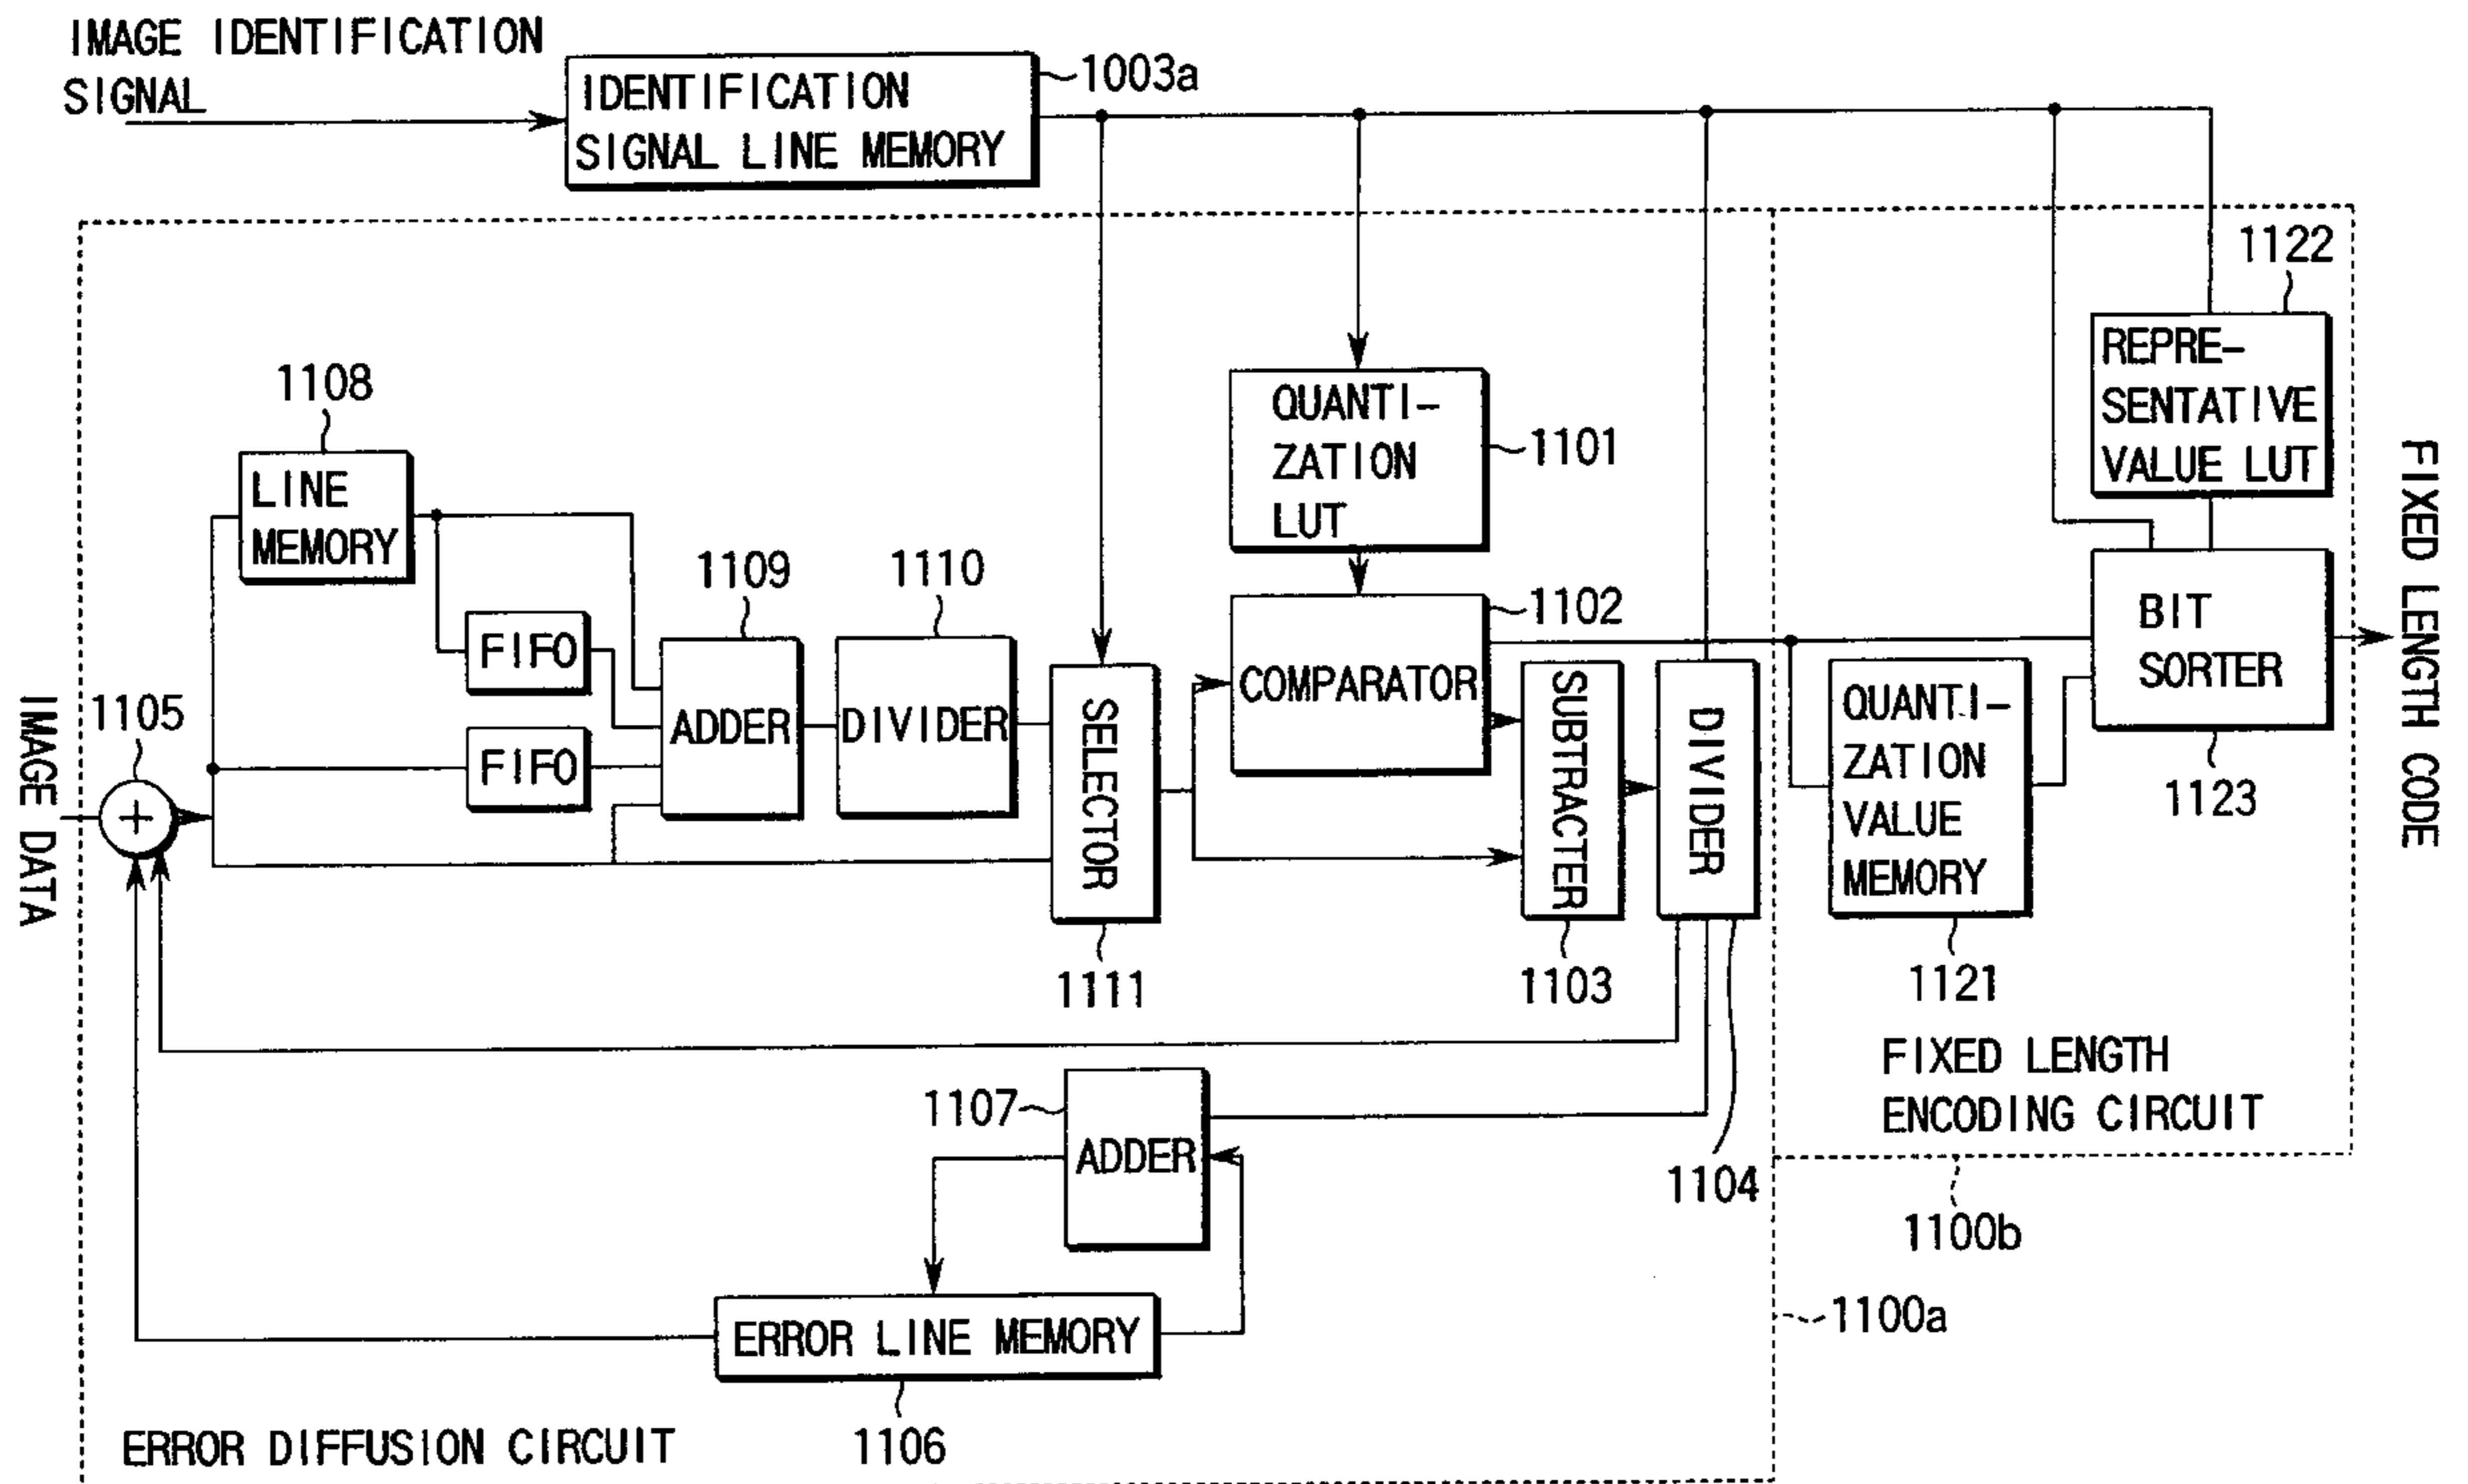 IMAGE IDENTIFICATION
SIGNAL
IDENTIFICATION
SIGNAL LINE MEMORY
1003a
1122
REPRE-
SENTATIVE
VALUE LUT
1108
LINE
MEMORY
QUANTI-
ZATION
LUT
1101
FIXED LENGTH CODE
1109
1110
1102
FIFO
FIFO
ADDER
DIVIDER
SELECTOR
COMPARATOR
SUBTRACTER
DIVIDER
BIT
SORTER
QUANTI-
ZATION
VALUE
MEMORY
1123
IMAGE DATA
1105
+
1111
1103
1121
FIXED LENGTH
ENCODING CIRCUIT
1107
ADDER
1104
1100b
1100a
ERROR LINE MEMORY
1106
ERROR DIFFUSION CIRCUIT